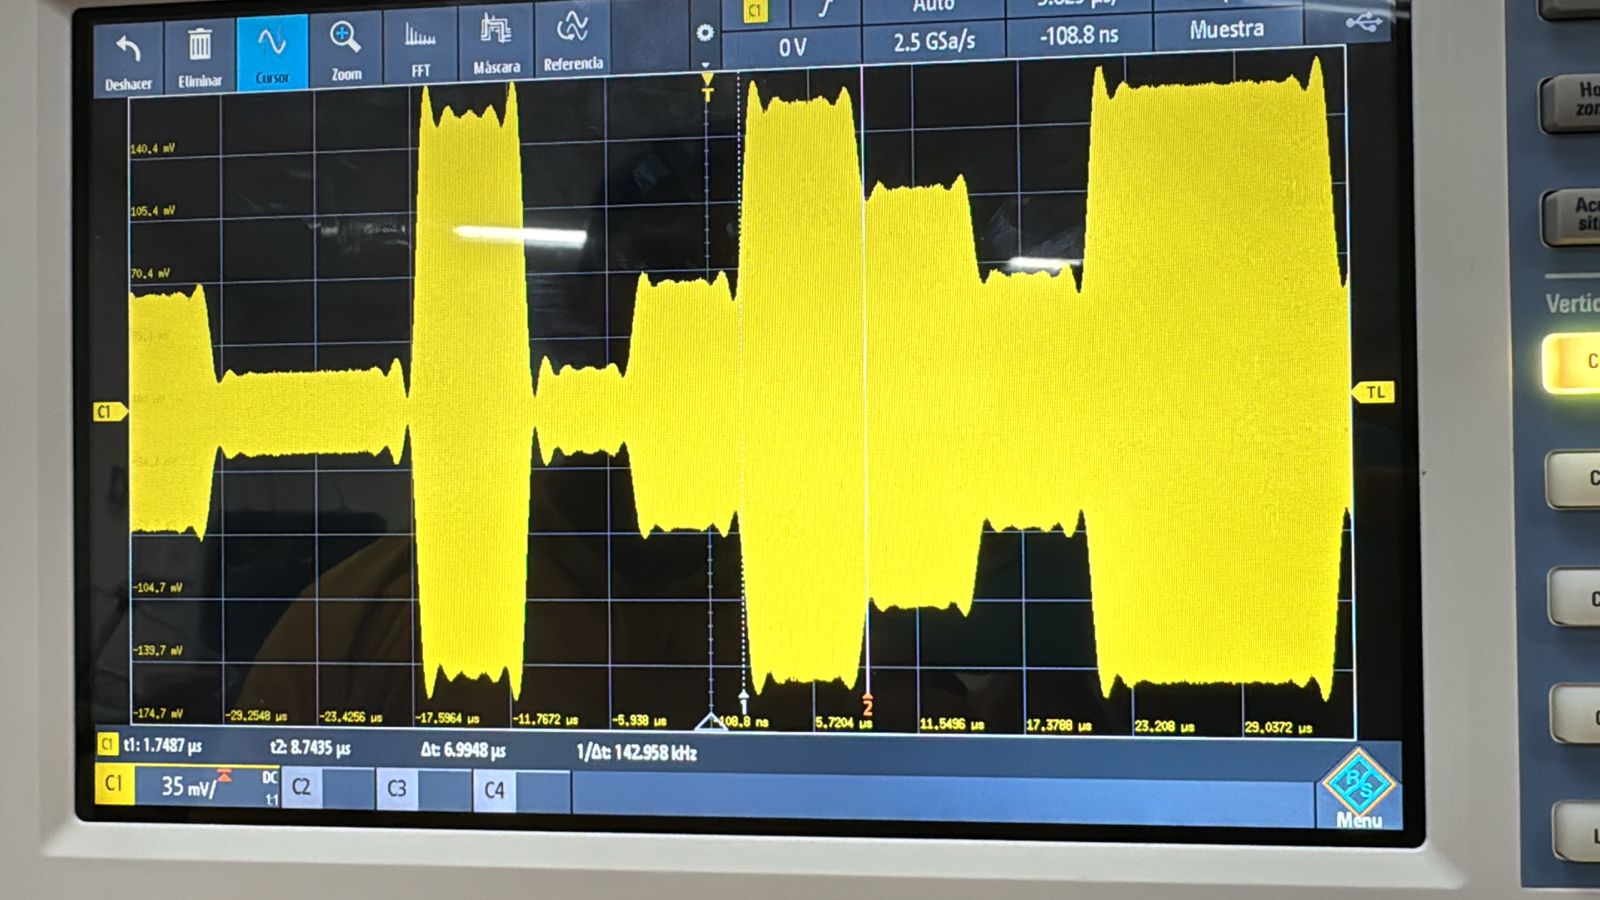 C1
Auto
0 V
2.5 GSa/s
-108.8 ns
Muestra
Deshacer
Eliminar
Cursor
Zoom
FFT
Máscara
Referencia
T
140.4 mV
105.4 mV
70.4 mV
C1
TL
-104.7 mV
-139.7 mV
-174.7 mV
-29.2548 µs
-23.4256 µs
-17.5964 µs
-11.7672 µs
-5.938 µs
-108.8 ns
5.7204 µs
11.5496 µs
17.3788 µs
23.208 µs
29.0372 µs
1
2
C1
t1: 1.7487 µs
t2: 8.7435 µs
Δt: 6.9948 µs
1/Δt: 142.958 kHz
C1
35 mV/
DC
1:1
C2
C3
C4
R/S
Menu